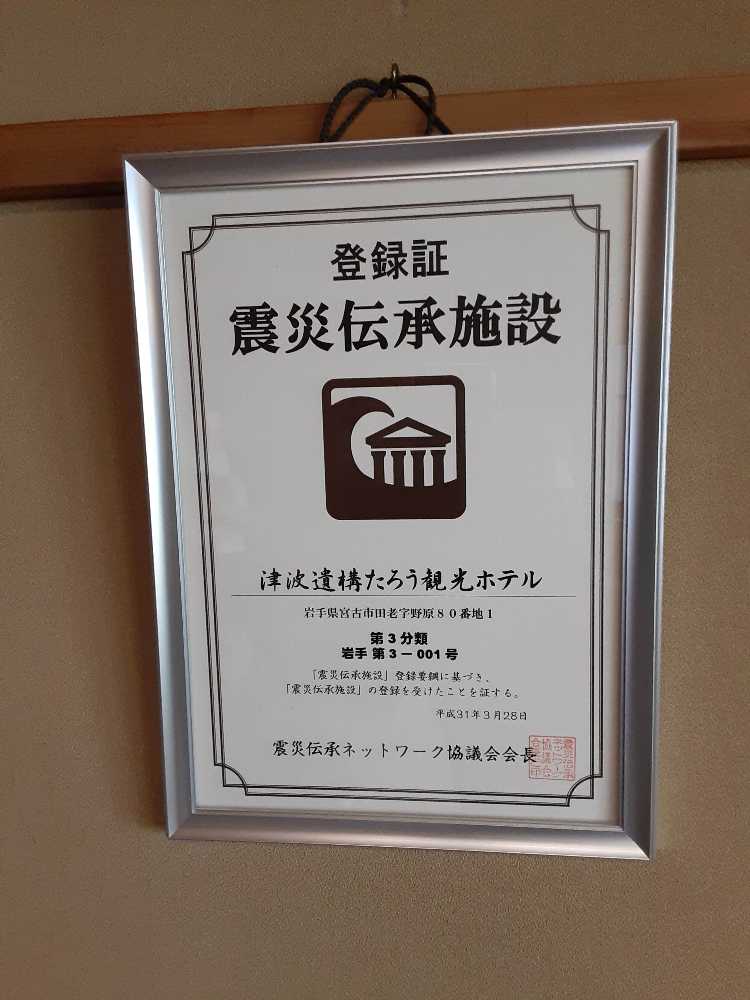 登録証
震災伝承施設
津波遺構たろう観光ホテル
岩手県宮古市田老字野原80番地1
第3分類
岩手 第3-001号
「震災伝承施設」登録要綱に基づき、
「震災伝承施設」の登録を受けたことを証する。
平成31年3月28日
震災伝承ネットワーク協議会会長